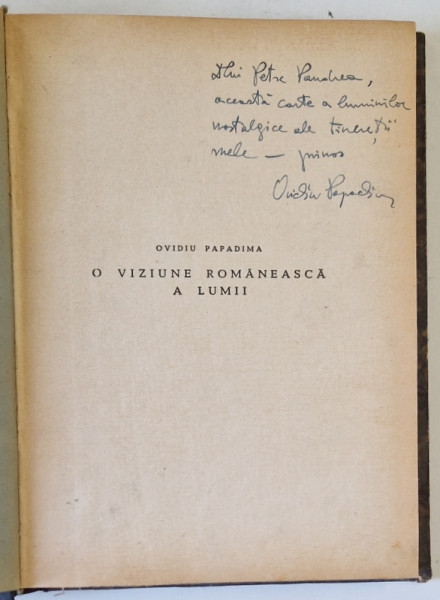 Dlui Petre Pandrea,
această carte a luminilor
nostalgice ale tinereții
mele — prinos
Ovidiu Papadima
OVIDIU PAPADIMA
O VIZIUNE ROMÂNEASCĂ
A LUMII